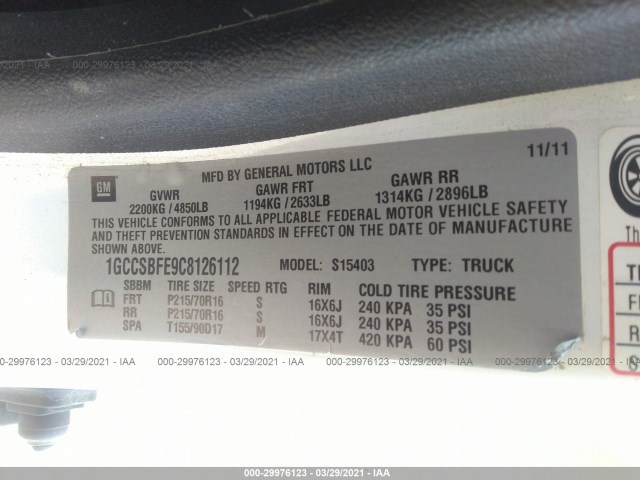 000-29976123 - 03/29/2021 - IAA
GM
MFD BY GENERAL MOTORS LLC
11/11
GVWR GAWR FRT GAWR RR
2200KG / 4850LB 1194KG / 2633LB 1314KG / 2896LB
THIS VEHICLE CONFORMS TO ALL APPLICABLE FEDERAL MOTOR VEHICLE SAFETY
AND THEFT PREVENTION STANDARDS IN EFFECT ON THE DATE OF MANUFACTURE
SHOWN ABOVE.
1GCCSBFE9C8126112 MODEL: S15403 TYPE: TRUCK
SBBM TIRE SIZE SPEED RTG RIM COLD TIRE PRESSURE
FRT P215/70R16 S 16X6J 240 KPA 35 PSI
RR P215/70R16 S 16X6J 240 KPA 35 PSI
SPA T155/90D17 M 17X4T 420 KPA 60 PSI
000-29976123 - 03/29/2021 - IAA
000-29976123 - 03/29/2021 - IAA